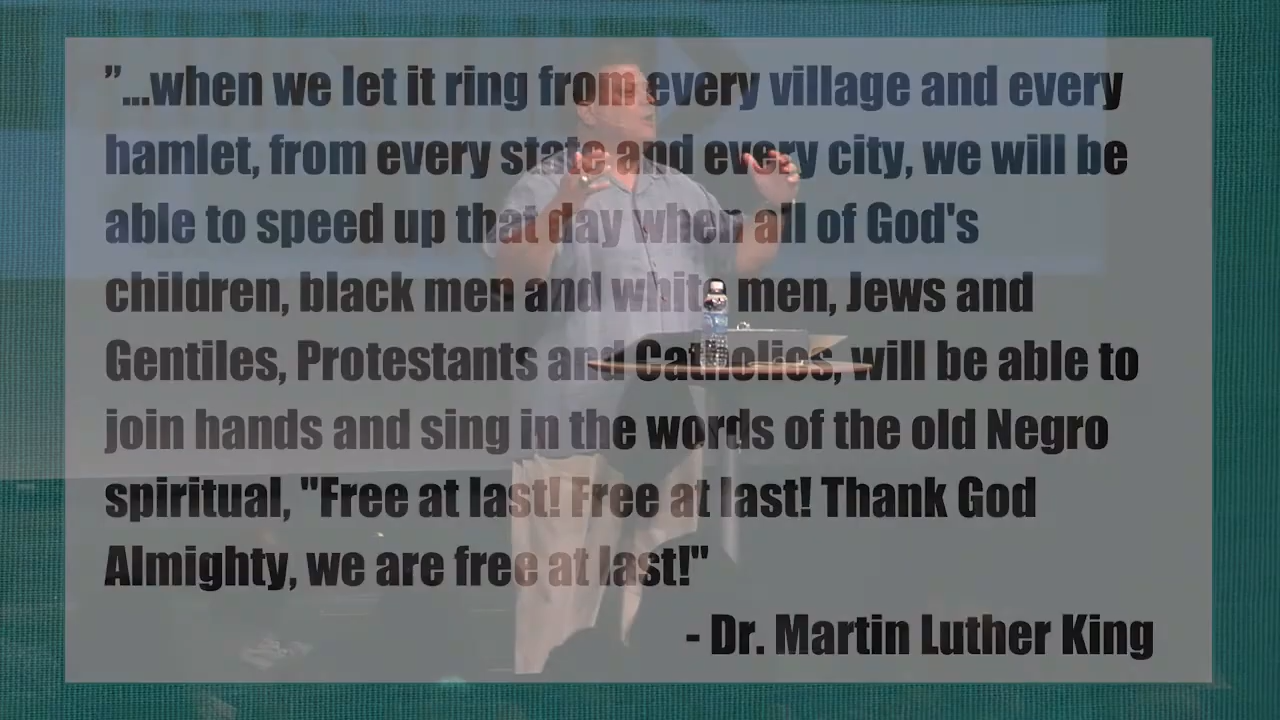 ”...when we let it ring from every village and every
hamlet, from every state and every city, we will be
able to speed up that day when all of God's
children, black men and white men, Jews and
Gentiles, Protestants and Catholics, will be able to
join hands and sing in the words of the old Negro
spiritual, "Free at last! Free at last! Thank God
Almighty, we are free at last!"
- Dr. Martin Luther King